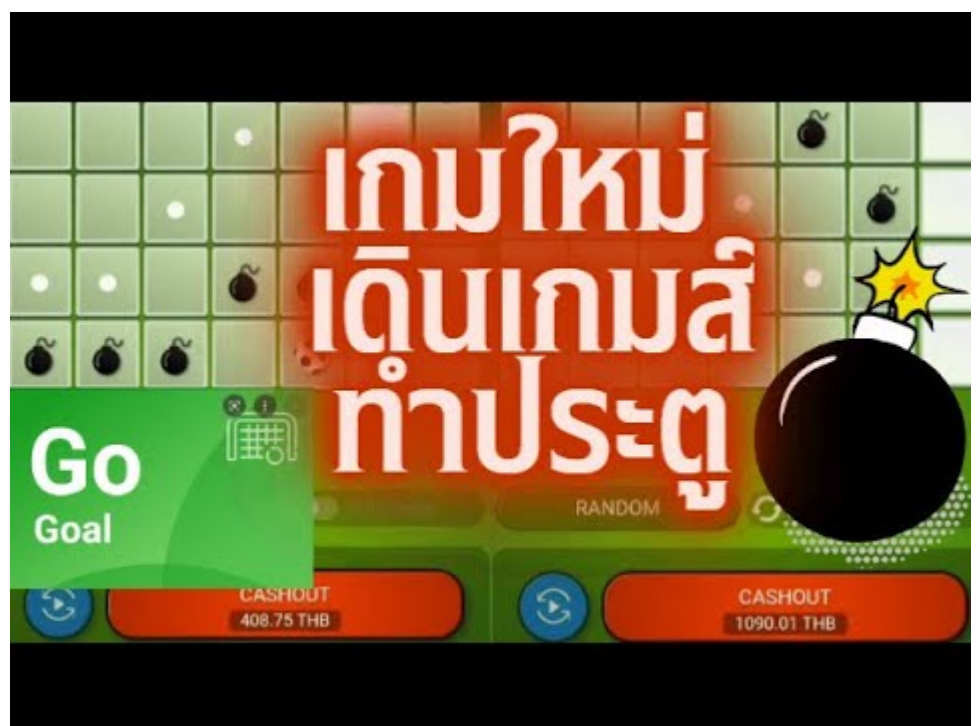 เกมใหม่
เดินเกมส์
ทำประตู
Go
Goal
RANDOM
CASHOUT
408.75 THB
CASHOUT
1090.01 THB